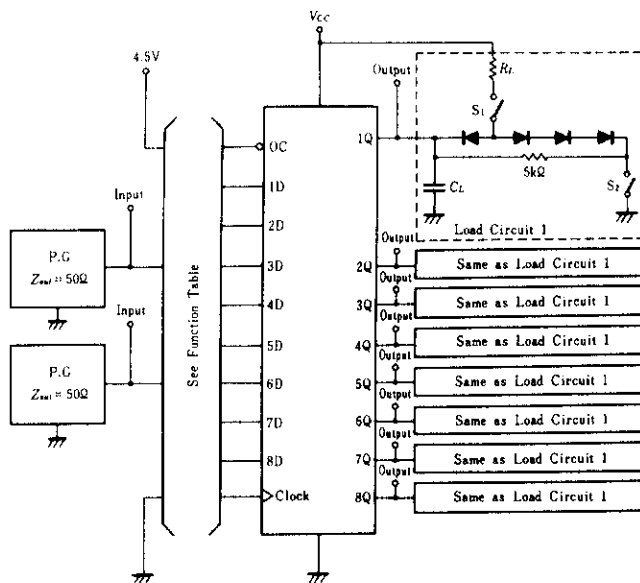 VCC
4.5V
Output
RL
S1
OC
1Q
1D
5kΩ
Input
S2
CL
2D
P.G
Zout = 50Ω
Load Circuit 1
Output
3D
2Q
Same as Load Circuit 1
Output
Input
See Function Table
4D
3Q
Same as Load Circuit 1
Output
P.G
Zout = 50Ω
5D
4Q
Same as Load Circuit 1
Output
6D
5Q
Same as Load Circuit 1
Output
7D
6Q
Same as Load Circuit 1
Output
8D
7Q
Same as Load Circuit 1
Output
Clock
8Q
Same as Load Circuit 1